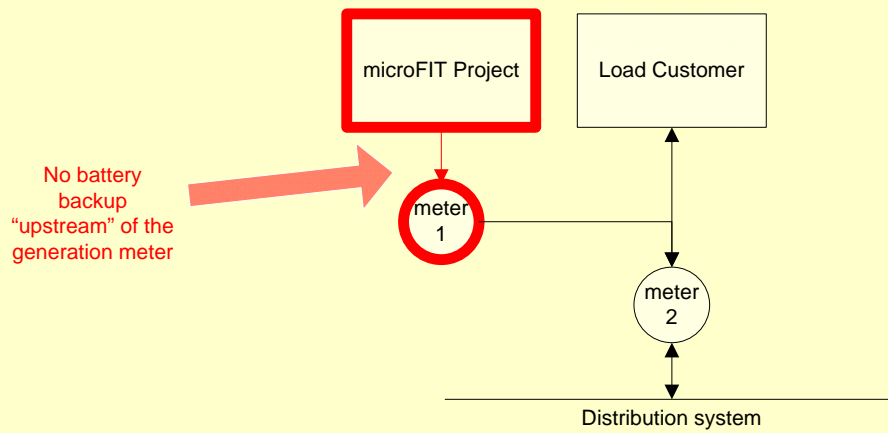 microFIT Project
Load Customer
No battery
backup
“upstream” of the
generation meter
meter
1
meter
2
Distribution system